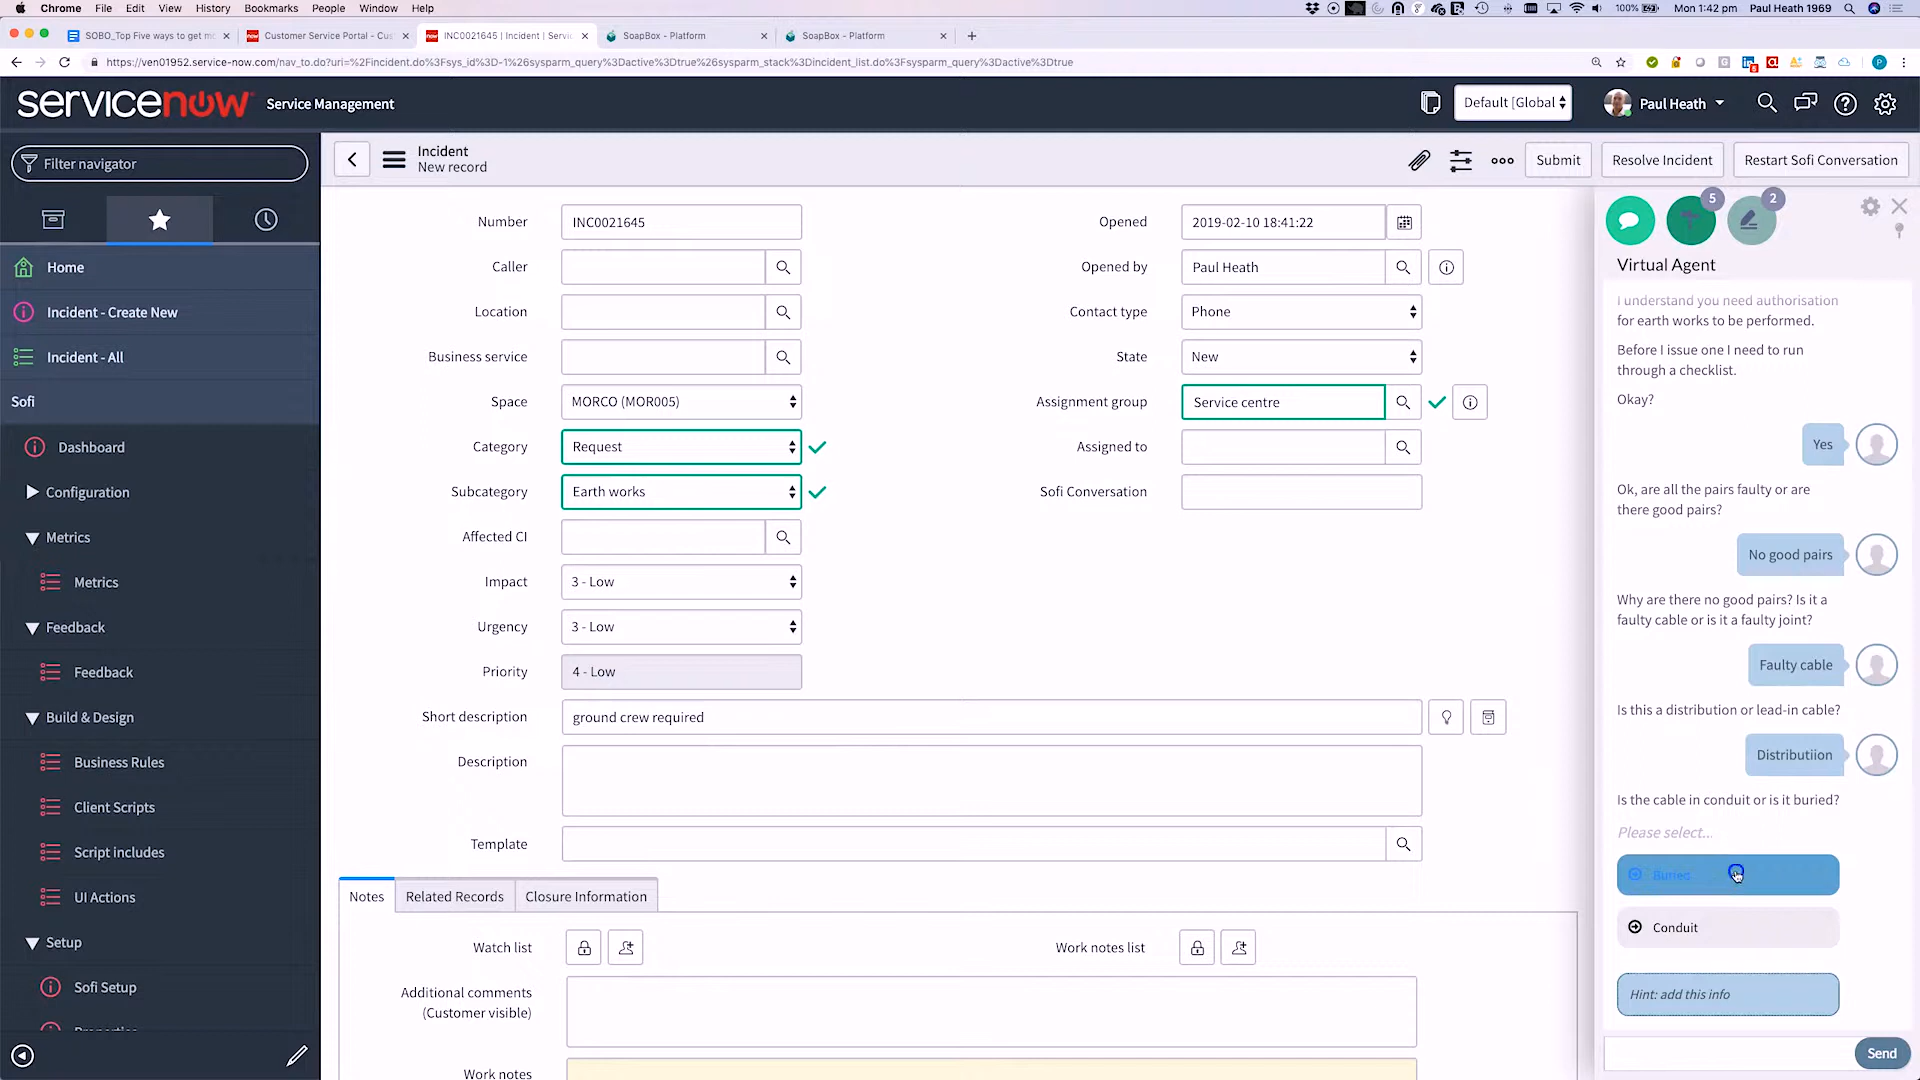 Chrome File Edit View History Bookmarks People Window Help
100% Mon 1:42 pm Paul Heath 1969
SOBO_Top Five ways to get m
Customer Service Portal - Cus
INC0021645 | Incident | Servic
SoapBox - Platform
SoapBox - Platform
https://ven01952.service-now.com/nav_to.do?uri=%2Fincident.do%3Fsys_id%3D-1%26sysparm_query%3Dactive%3Dtrue%26sysparm_stack%3Dincident_list.do%3Fsysparm_query%3Dactive%3Dtrue
servicenow Service Management
Default [Global
Paul Heath
Filter navigator
Home
Incident - Create New
Incident - All
Sofi
Dashboard
Configuration
Metrics
Metrics
Feedback
Feedback
Build & Design
Business Rules
Client Scripts
Script includes
UI Actions
Setup
Sofi Setup
Incident
New record
Submit
Resolve Incident
Restart Sofi Conversation
Number INC0021645
Caller
Location
Business service
Space MORCO (MOR005)
Category Request
Subcategory Earth works
Affected CI
Impact 3 - Low
Urgency 3 - Low
Priority 4 - Low
Short description ground crew required
Description
Template
Opened 2019-02-10 18:41:22
Opened by Paul Heath
Contact type Phone
State New
Assignment group Service centre
Assigned to
Sofi Conversation
Notes
Related Records
Closure Information
Watch list
Work notes list
Additional comments
(Customer visible)
Work notes
5
2
Virtual Agent
I understand you need authorisation
for earth works to be performed.
Before I issue one I need to run
through a checklist.
Okay?
Yes
Ok, are all the pairs faulty or are
there good pairs?
No good pairs
Why are there no good pairs? Is it a
faulty cable or is it a faulty joint?
Faulty cable
Is this a distribution or lead-in cable?
Distributiion
Is the cable in conduit or is it buried?
Please select...
Buried
Conduit
Hint: add this info
Send